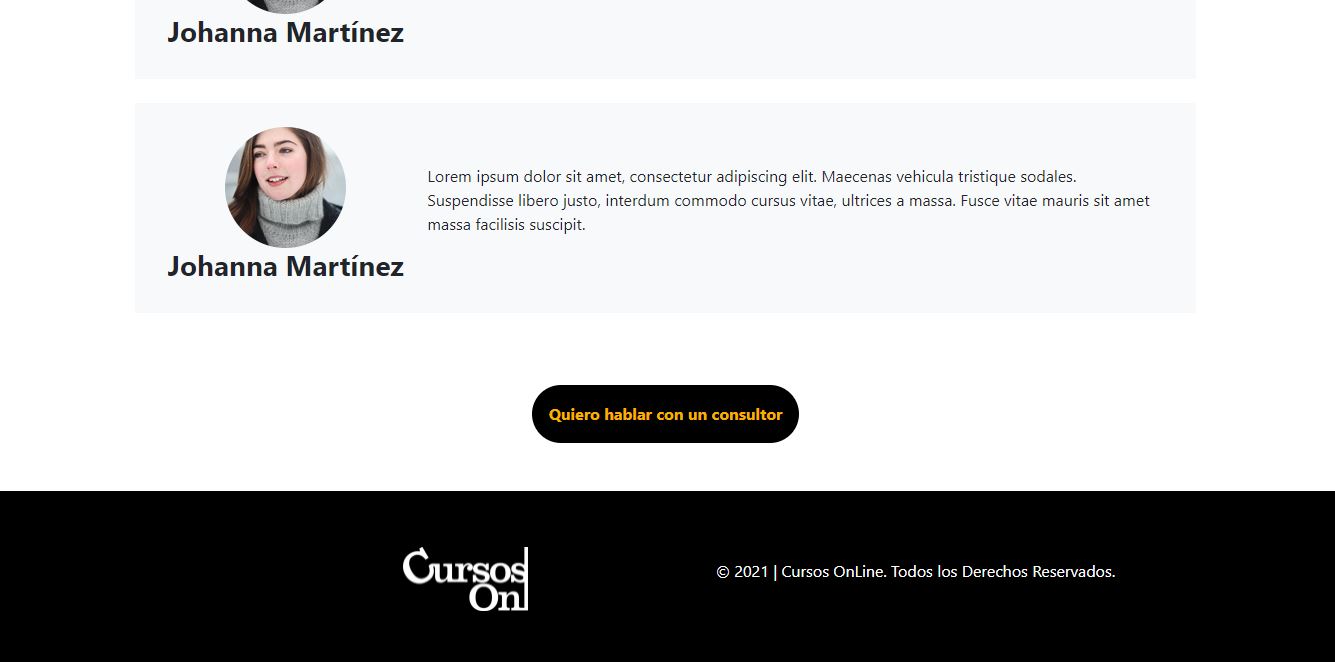 Johanna Martínez
Lorem ipsum dolor sit amet, consectetur adipiscing elit. Maecenas vehicula tristique sodales.
Suspendisse libero justo, interdum commodo cursus vitae, ultrices a massa. Fusce vitae mauris sit amet
massa facilisis suscipit.
Johanna Martínez
Quiero hablar con un consultor
Cursos
On
© 2021 | Cursos OnLine. Todos los Derechos Reservados.